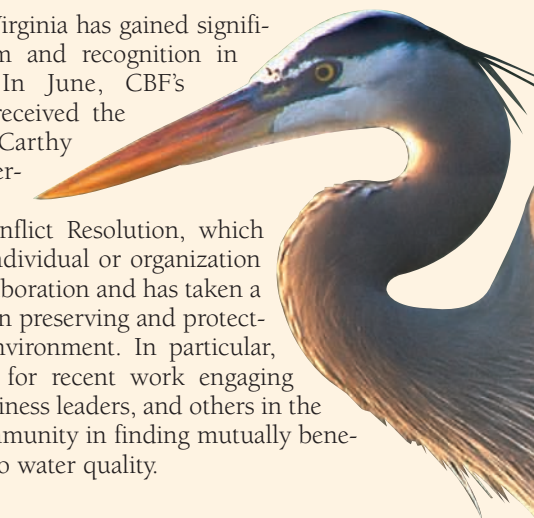 Virginia has gained signifi-
m and recognition in
In June, CBF's
received the
Carthy
er-
nflict Resolution, which
ndividual or organization
boration and has taken a
n preserving and protect-
nvironment. In particular,
for recent work engaging
iness leaders, and others in the
mmunity in finding mutually bene-
o water quality.